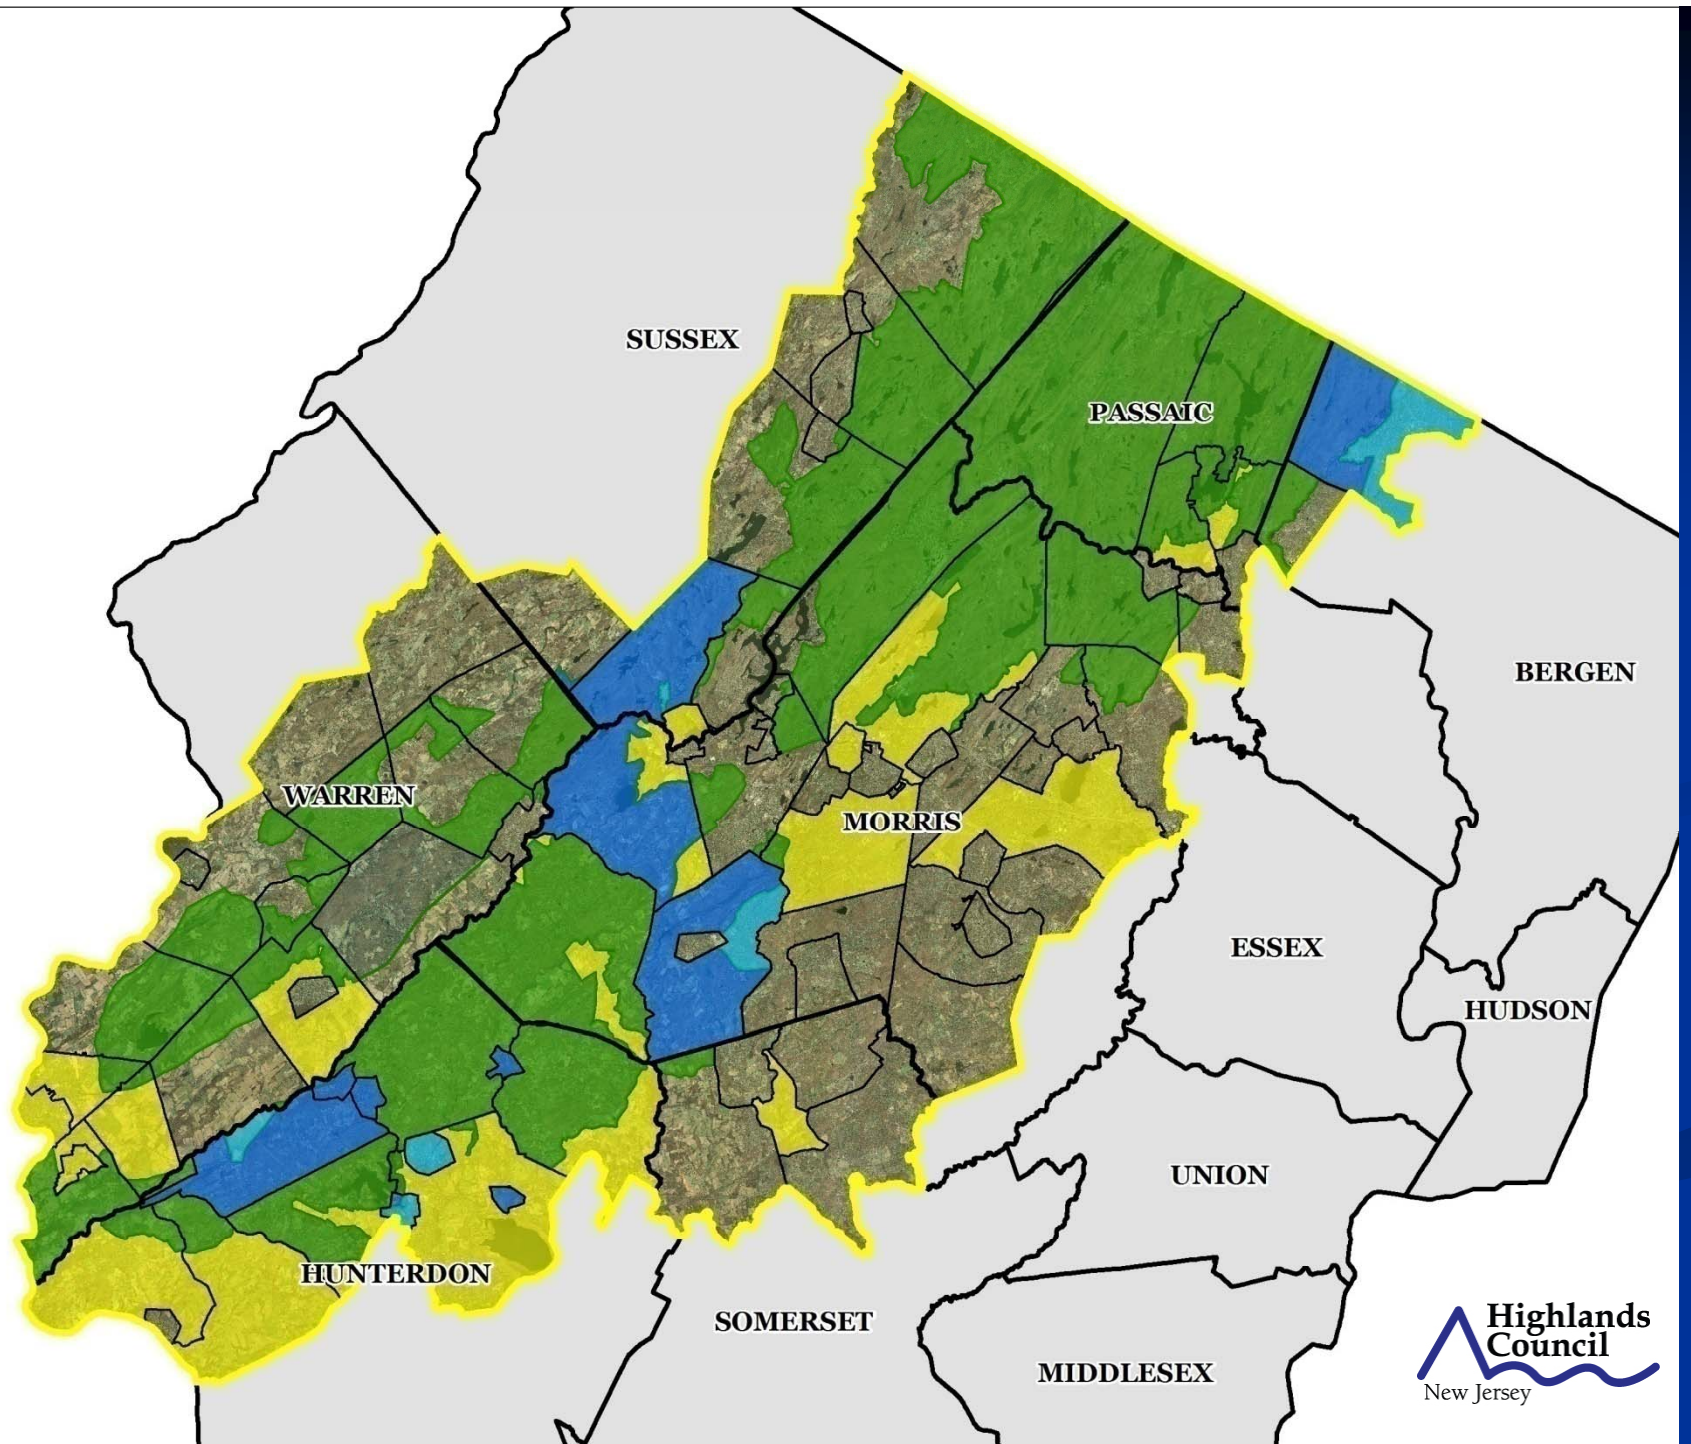 SUSSEX
PASSAIC
BERGEN
WARREN
MORRIS
ESSEX
HUDSON
UNION
HUNTERDON
SOMERSET
MIDDLESEX
Highlands
Council
New Jersey